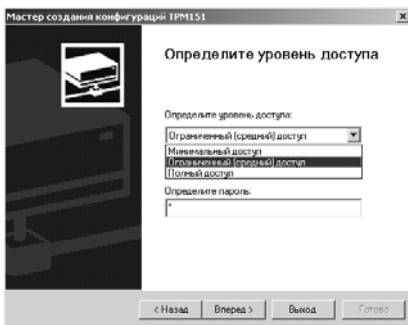 Мастер создания конфигураций ТРМ151
Определите уровень доступа
Определите уровень доступа:
Ограниченный (средний) доступ
Минимальный доступ
Ограниченный (средний) доступ
Полный доступ
Определите пароль:
*
< Назад Вперед > Выход Готово